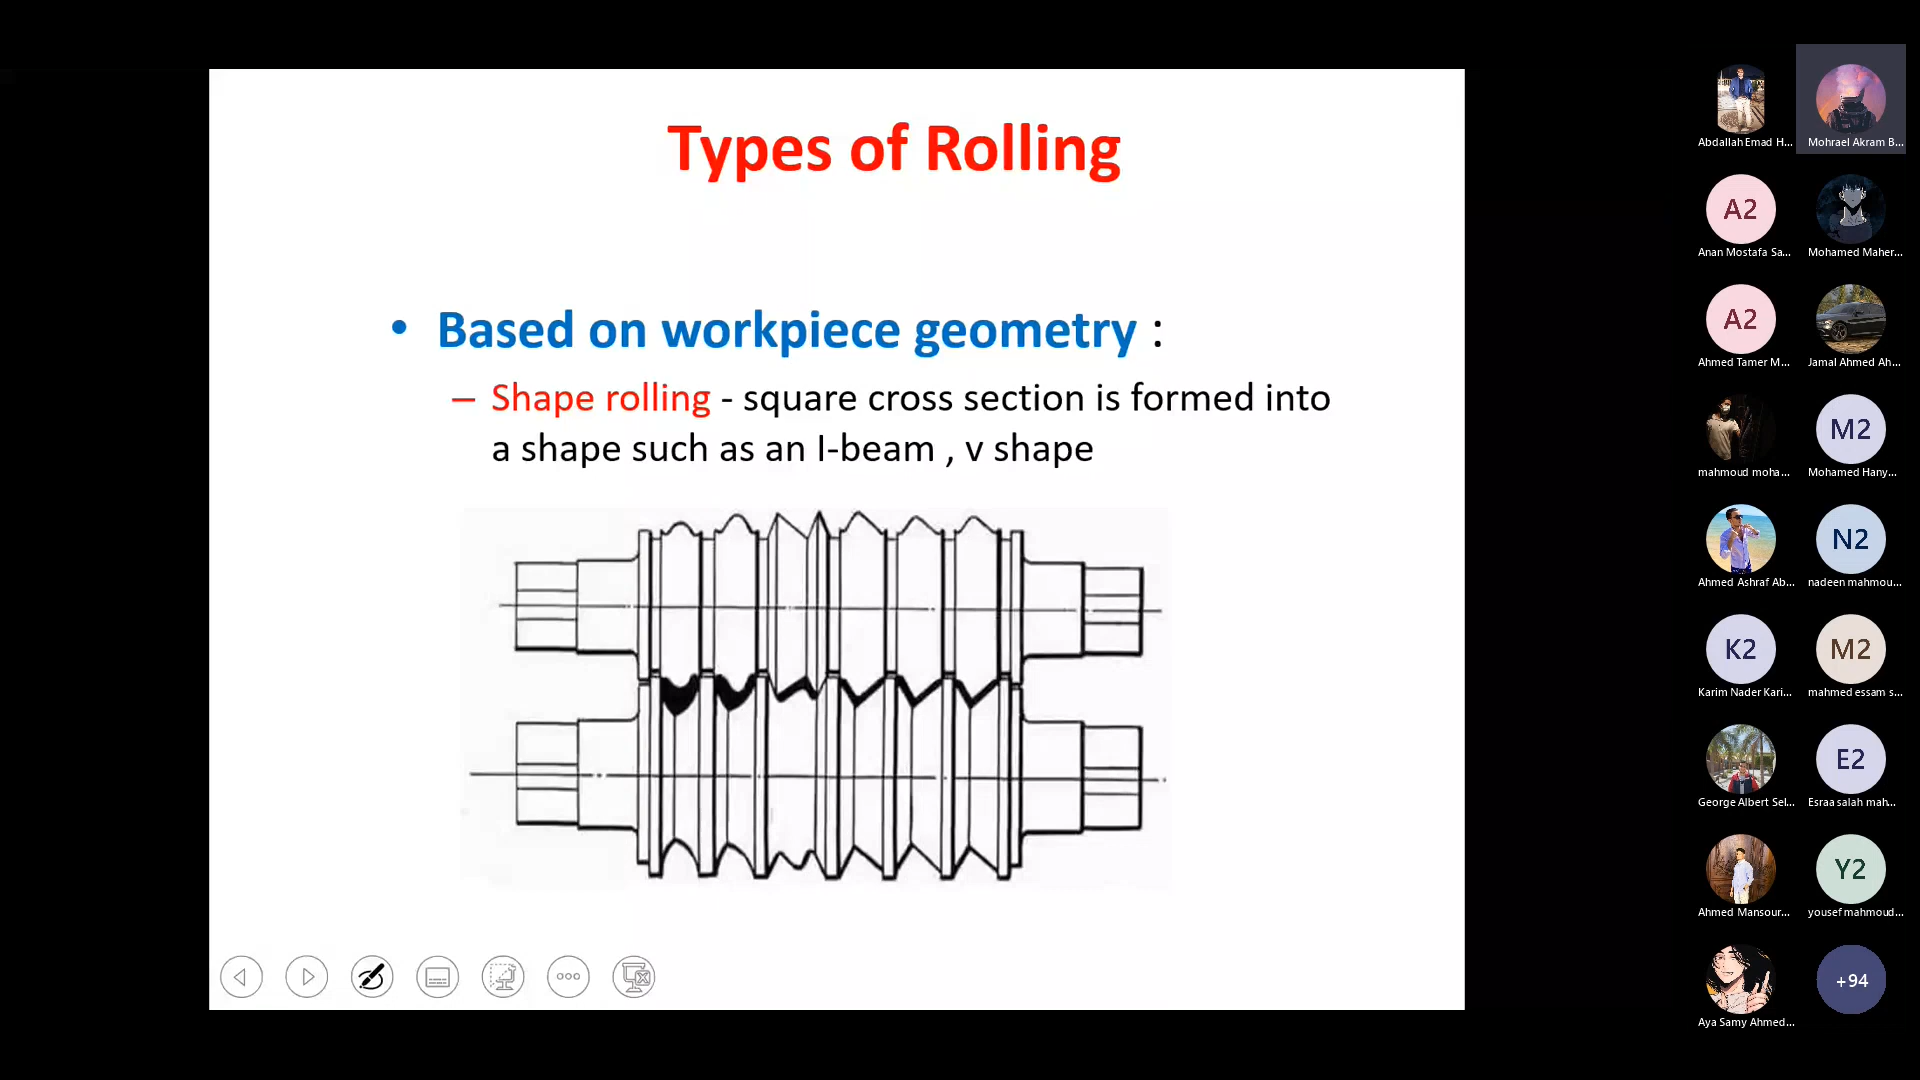 Types of Rolling
• Based on workpiece geometry :
– Shape rolling - square cross section is formed into
a shape such as an I-beam , v shape
Abdallah Emad H...
Mohrael Akram B...
A2
Anan Mostafa Sa...
Mohamed Maher...
A2
Ahmed Tamer M...
Jamal Ahmed Ah...
mahmoud moha...
M2
Mohamed Hany...
Ahmed Ashraf Ab...
N2
nadeen mahmou...
K2
Karim Nader Kari...
M2
mahmed essam s...
George Albert Sel...
E2
Esraa salah mah...
Ahmed Mansour...
Y2
yousef mahmoud...
Aya Samy Ahmed...
+94